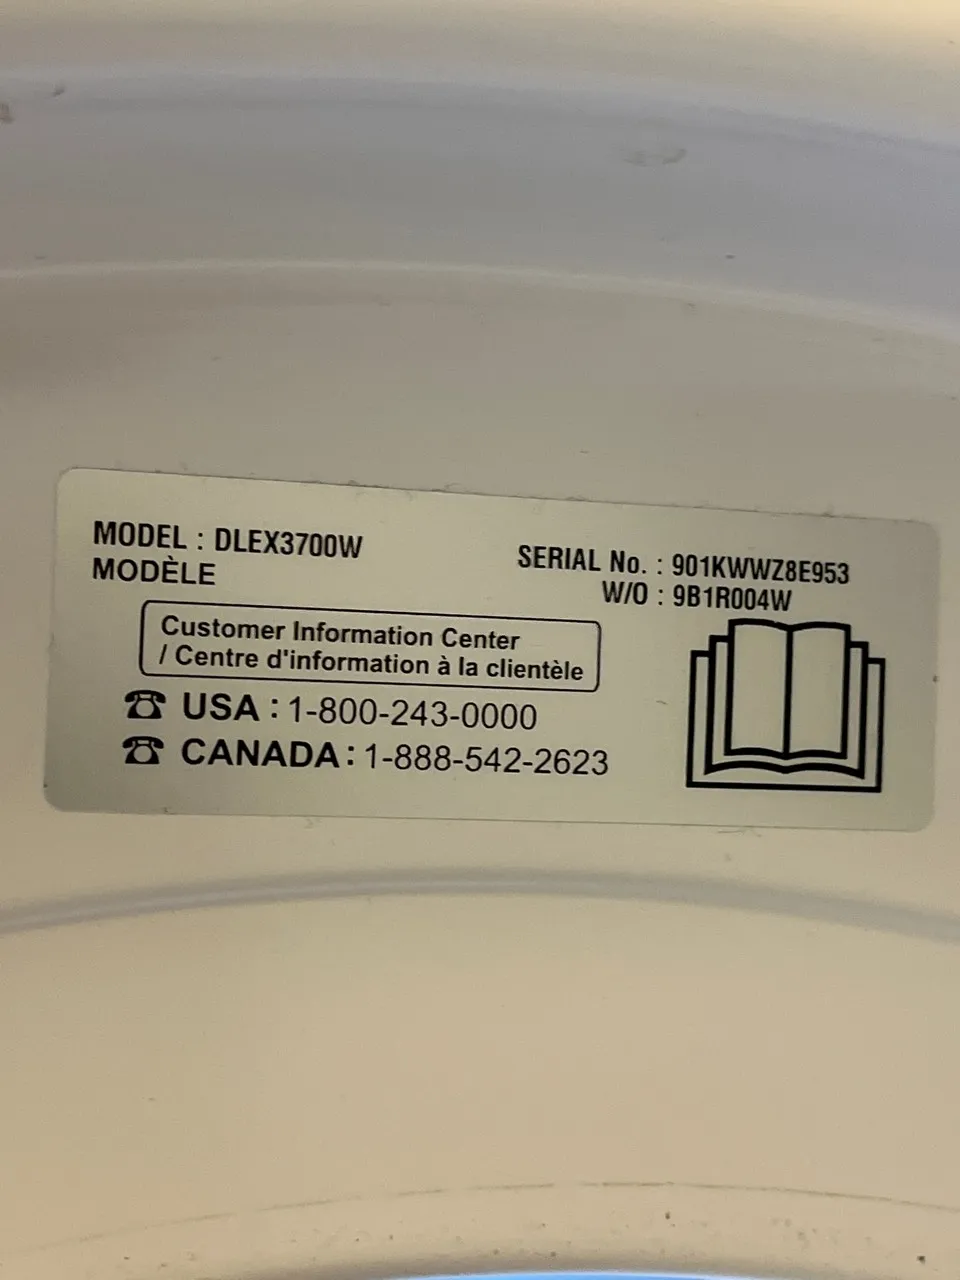 MODEL : DLEX3700W
MODÈLE
SERIAL No. : 901KWWZ8E953
W/O : 9B1R004W
Customer Information Center
/ Centre d'information à la clientèle
☎ USA : 1-800-243-0000
☎ CANADA : 1-888-542-2623